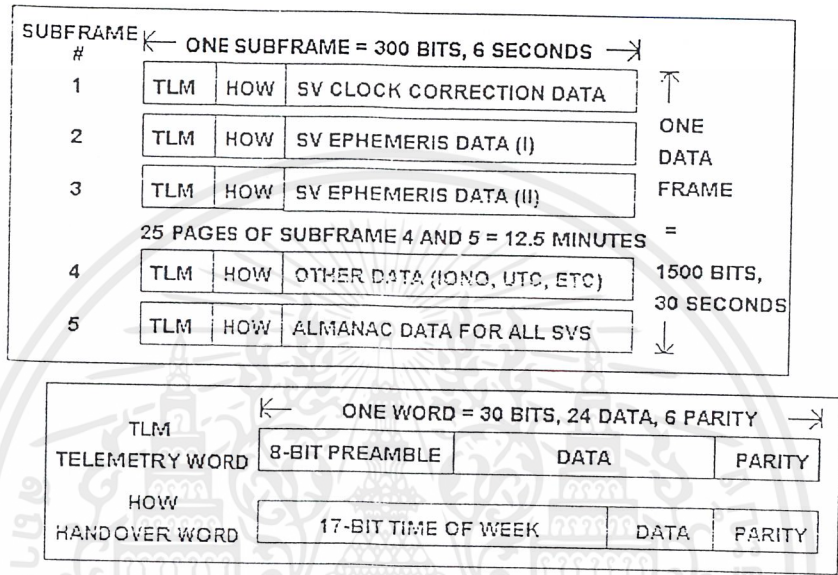 SUBFRAME #
ONE SUBFRAME = 300 BITS, 6 SECONDS
1 TLM HOW SV CLOCK CORRECTION DATA
2 TLM HOW SV EPHEMERIS DATA (I)
3 TLM HOW SV EPHEMERIS DATA (II)
ONE
DATA
FRAME
=
1500 BITS,
30 SECONDS
25 PAGES OF SUBFRAME 4 AND 5 = 12.5 MINUTES
4 TLM HOW OTHER DATA (IONO, UTC, ETC)
5 TLM HOW ALMANAC DATA FOR ALL SVS
ONE WORD = 30 BITS, 24 DATA, 6 PARITY
TLM
TELEMETRY WORD 8-BIT PREAMBLE DATA PARITY
HOW
HANDOVER WORD 17-BIT TIME OF WEEK DATA PARITY